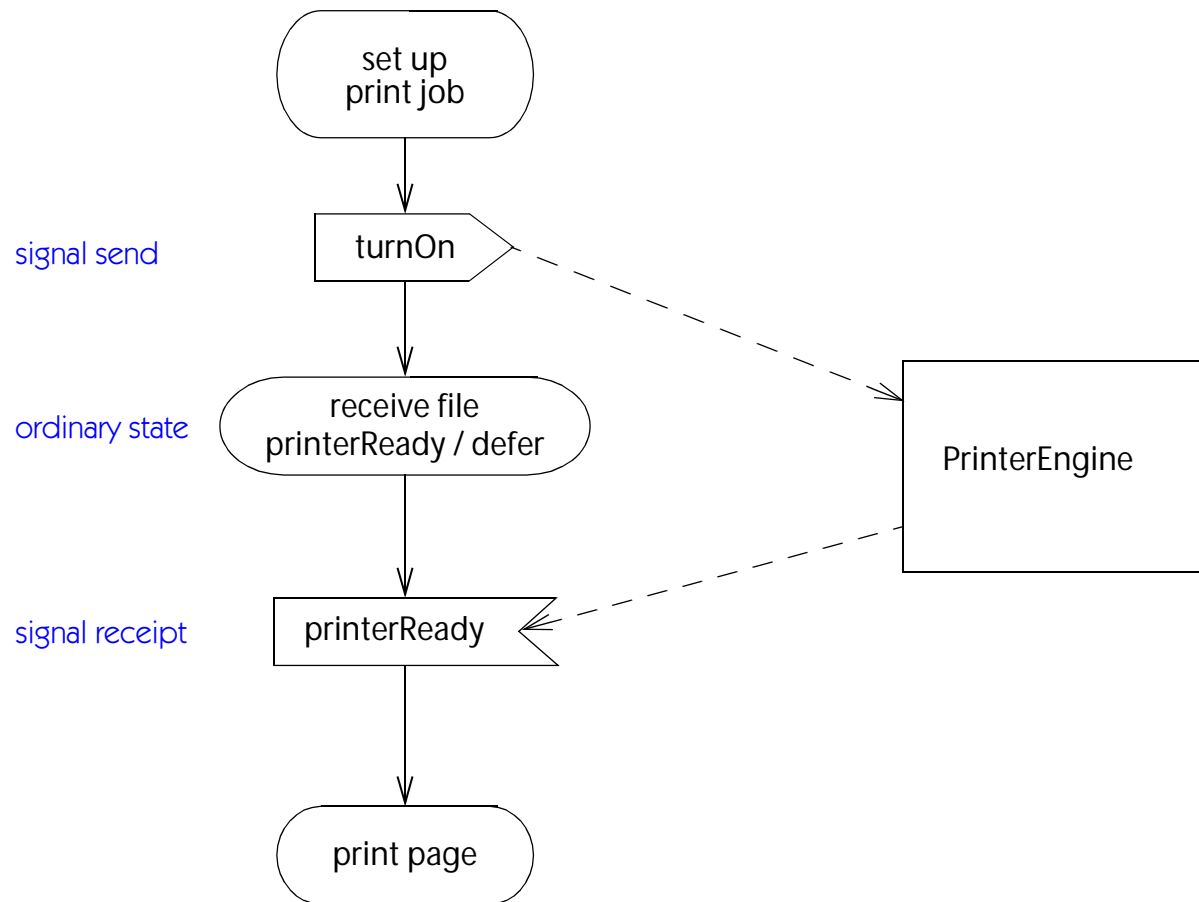 set up
print job
signal send
turnOn
ordinary state
receive file
printerReady / defer
PrinterEngine
signal receipt
printerReady
print page